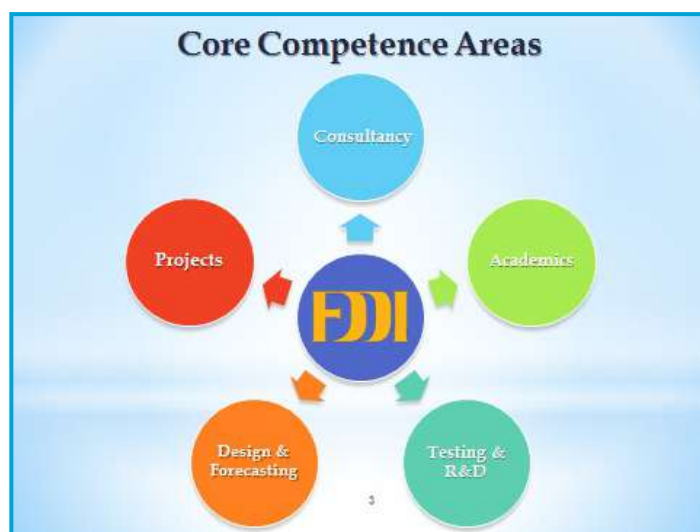 Core Competence Areas
Consultancy
Projects
Academics
FDDI
Design &
Forecasting
Testing &
R&D
3